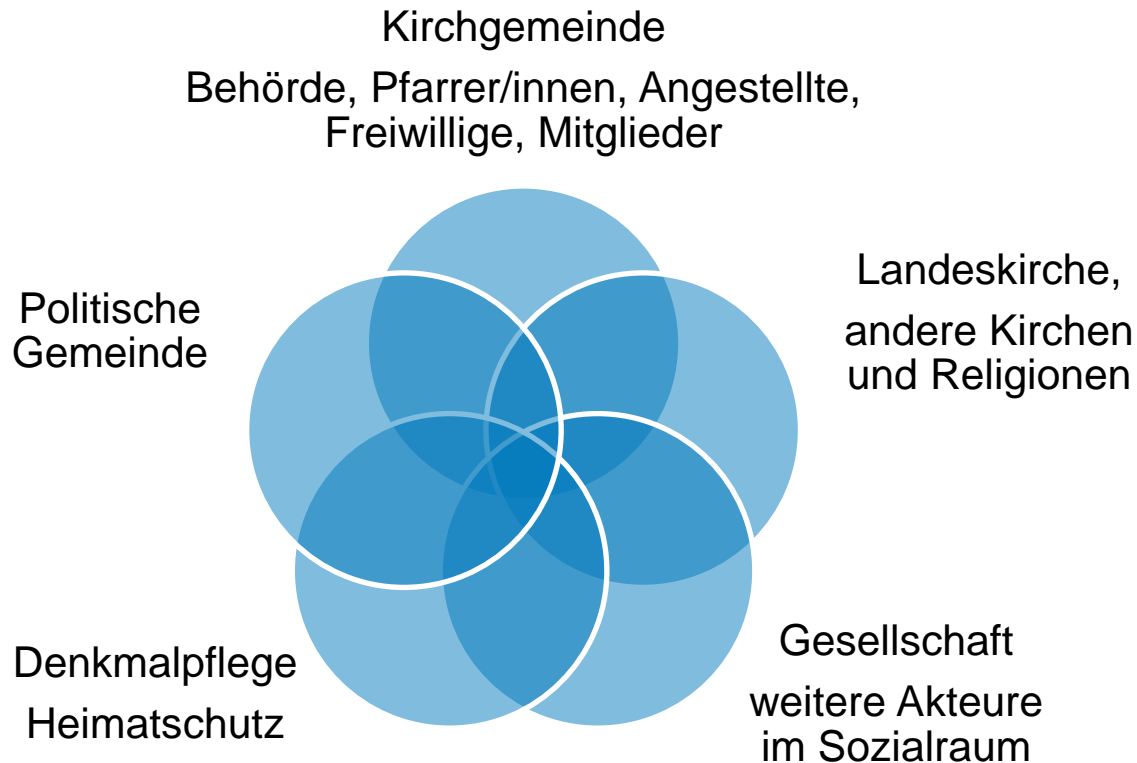 Kirchgemeinde
Behörde, Pfarrer/innen, Angestellte,
Freiwillige, Mitglieder
Landeskirche,
andere Kirchen
und Religionen
Gesellschaft
weitere Akteure
im Sozialraum
Denkmalpflege
Heimatschutz
Politische
Gemeinde